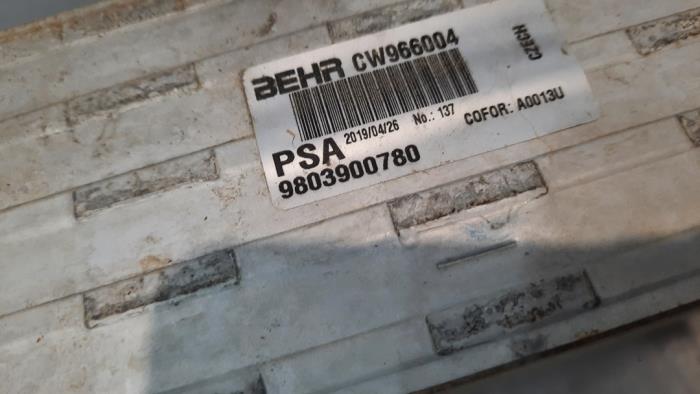 BEHR CW966004
CZECH
2019/04/26 No.: 137 COFOR: A0013U
PSA
9803900780